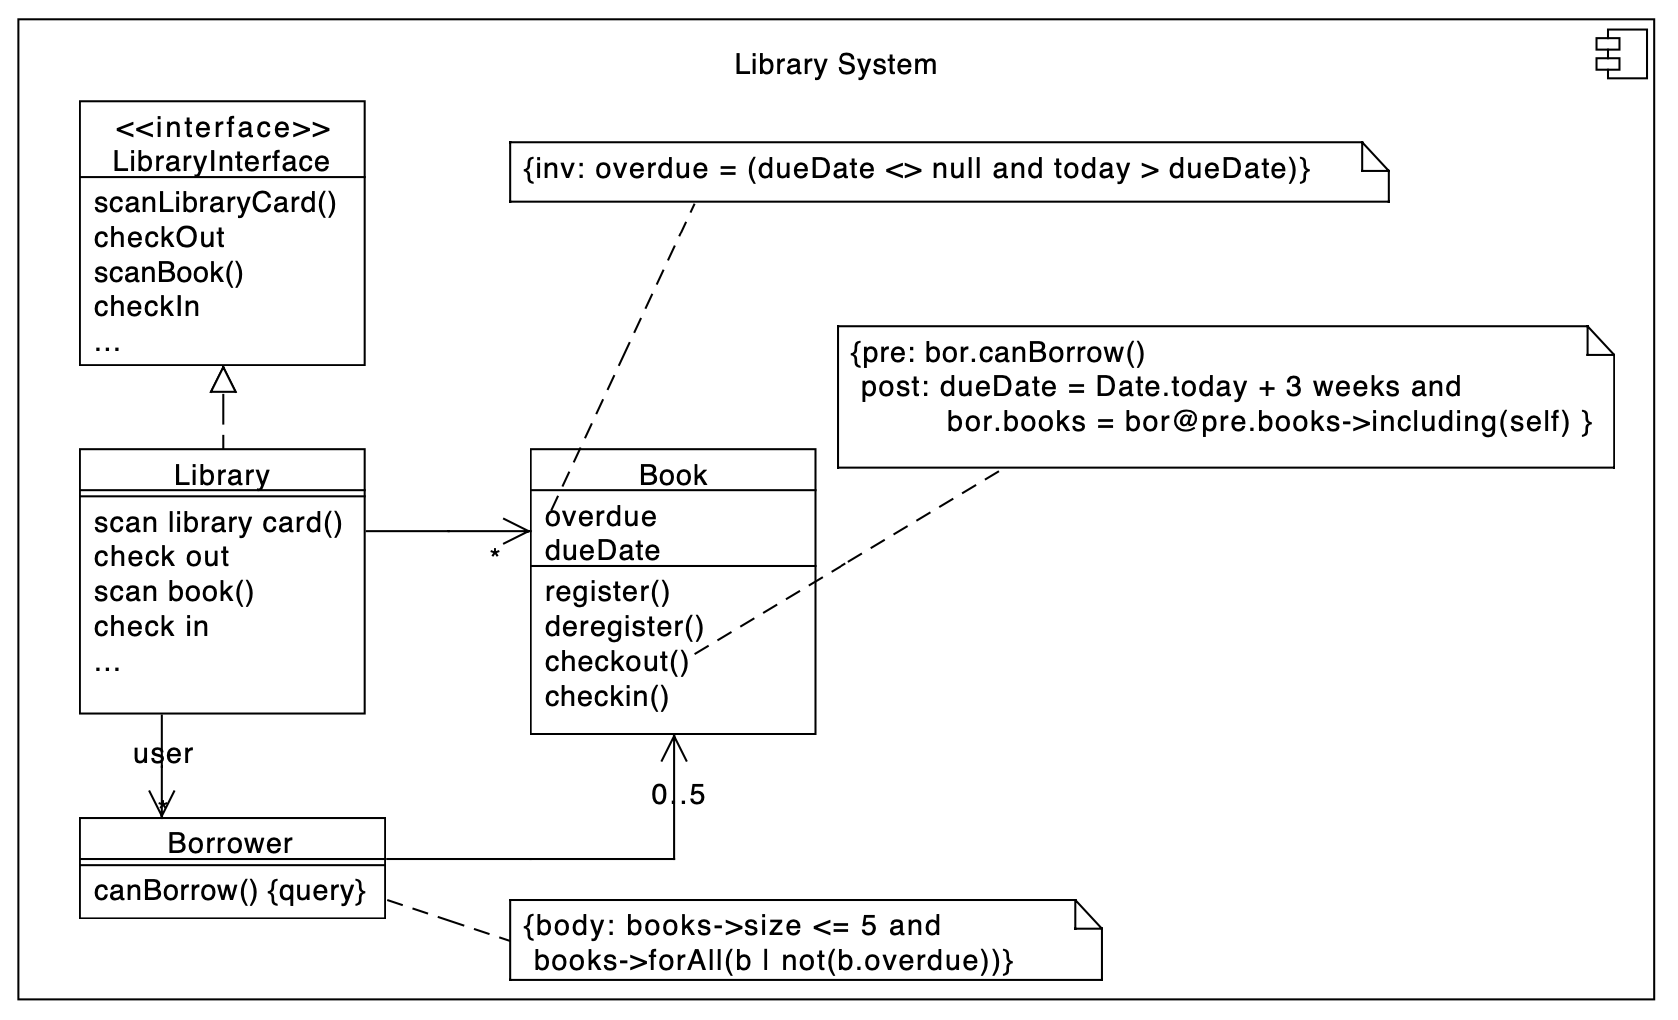 Library System
<<interface>>
LibraryInterface
scanLibraryCard()
checkOut
scanBook()
checkIn
...
{inv: overdue = (dueDate <> null and today > dueDate)}
{pre: bor.canBorrow()
post: dueDate = Date.today + 3 weeks and
bor.books = bor@pre.books->including(self) }
Library
scan library card()
check out
scan book()
check in
...
*
Book
overdue
dueDate
register()
deregister()
checkout()
checkin()
user
*
0..5
Borrower
canBorrow() {query}
{body: books->size <= 5 and
books->forAll(b | not(b.overdue))}